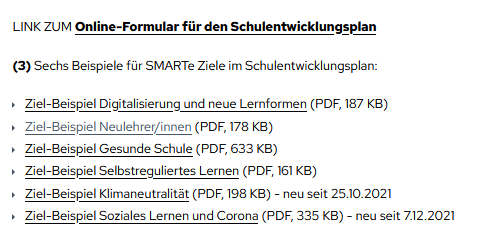 LINK ZUM Online-Formular für den Schulentwicklungsplan
(3) Sechs Beispiele für SMARTe Ziele im Schulentwicklungsplan:
Ziel-Beispiel Digitalisierung und neue Lernformen (PDF, 187 KB)
Ziel-Beispiel Neulehrer/innen (PDF, 178 KB)
Ziel-Beispiel Gesunde Schule (PDF, 633 KB)
Ziel-Beispiel Selbstreguliertes Lernen (PDF, 161 KB)
Ziel-Beispiel Klimaneutralität (PDF, 198 KB) - neu seit 25.10.2021
Ziel-Beispiel Soziales Lernen und Corona (PDF, 335 KB) - neu seit 7.12.2021